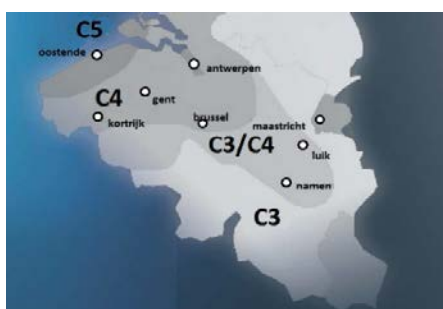 C5
oostende
antwerpen
C4
gent
kortrijk
brussel
maastricht
C3/C4
luik
namen
C3